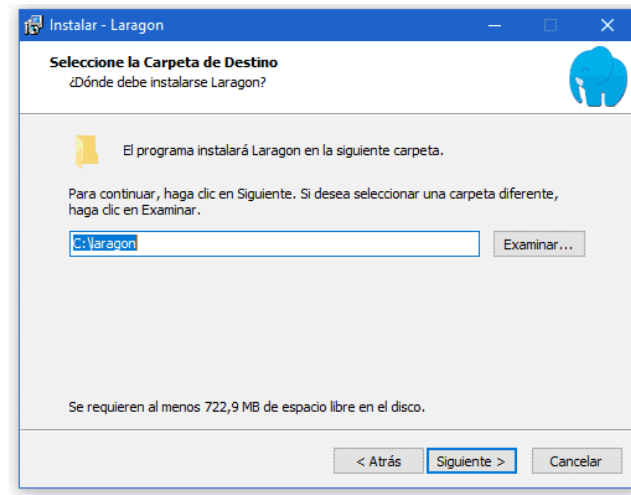 Instalar - Laragon
Seleccione la Carpeta de Destino
¿Dónde debe instalarse Laragon?
El programa instalará Laragon en la siguiente carpeta.
Para continuar, haga clic en Siguiente. Si desea seleccionar una carpeta diferente,
haga clic en Examinar.
C:\laragon
Examinar...
Se requieren al menos 722,9 MB de espacio libre en el disco.
< Atrás
Siguiente >
Cancelar